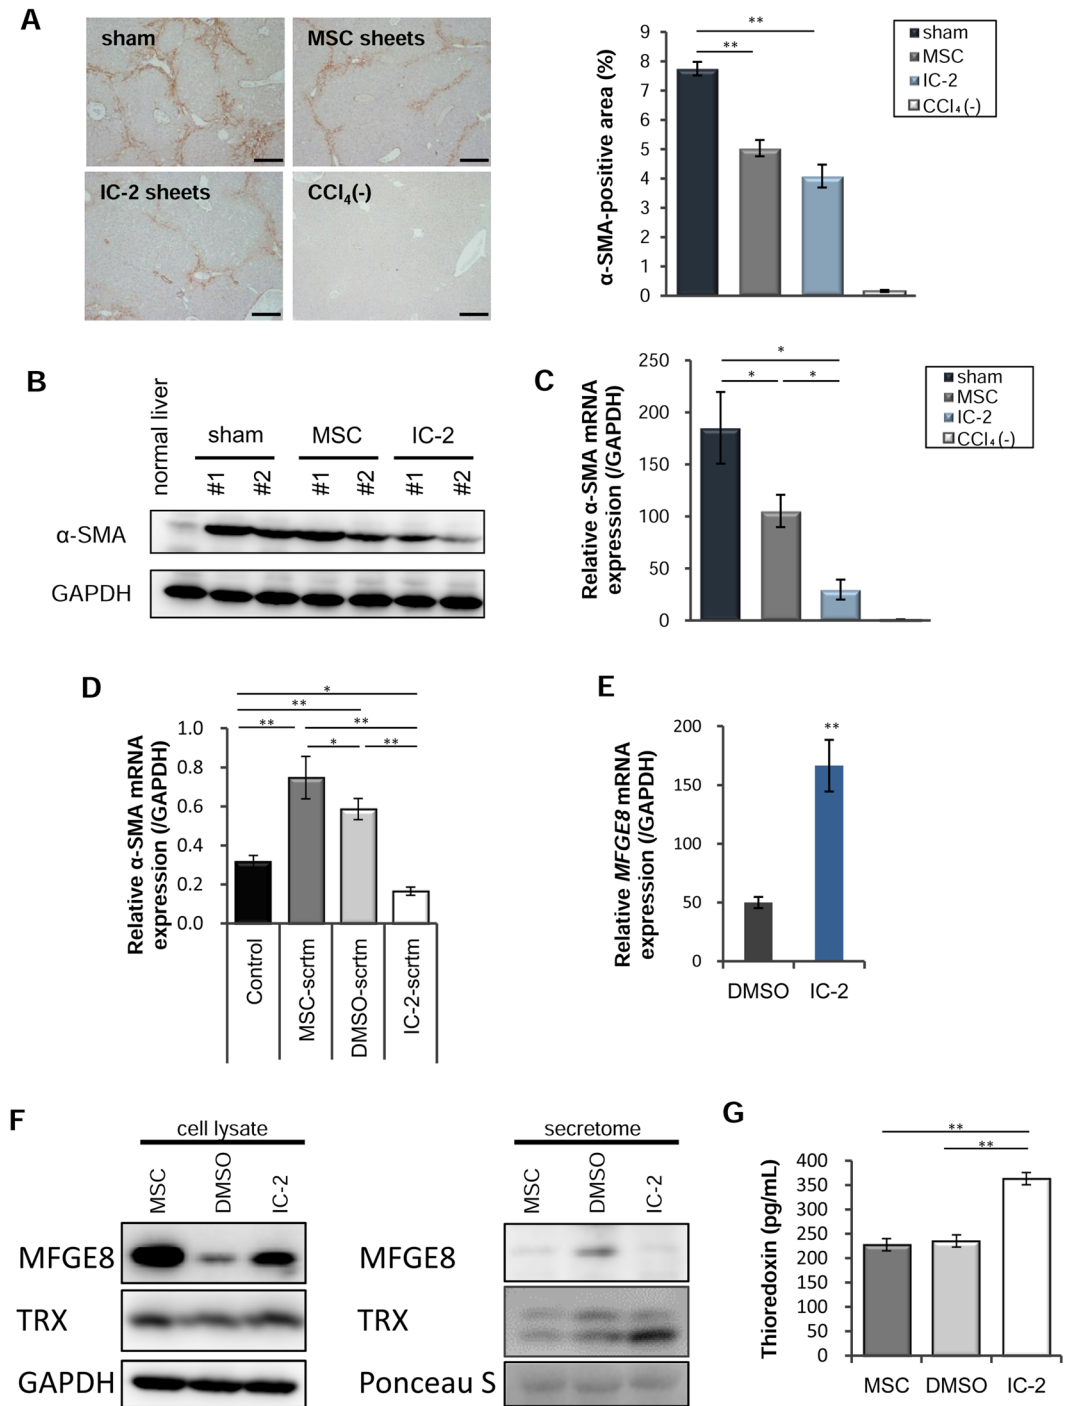 A
sham
MSC sheets
IC-2 sheets
CCl₄(-)
α-SMA-positive area (%)
9
8
7
6
5
4
3
2
1
0
**
**
sham
MSC
IC-2
CCl₄(-)
B
normal liver
sham
MSC
IC-2
#1
#2
#1
#2
#1
#2
α-SMA
GAPDH
C
Relative α-SMA mRNA
expression (/GAPDH)
250
200
150
100
50
0
*
*
*
sham
MSC
IC-2
CCl₄(-)
D
Relative α-SMA mRNA
expression (/GAPDH)
1.0
0.8
0.6
0.4
0.2
0.0
*
**
**
**
*
**
Control
MSC-scrtm
DMSO-scrtm
IC-2-scrtm
E
Relative MFGE8 mRNA
expression (/GAPDH)
200
150
100
50
0
**
DMSO
IC-2
F
cell lysate
MSC
DMSO
IC-2
MFGE8
TRX
GAPDH
secretome
MSC
DMSO
IC-2
MFGE8
TRX
Ponceau S
G
Thioredoxin (pg/mL)
400
350
300
250
200
150
100
50
0
**
**
MSC
DMSO
IC-2